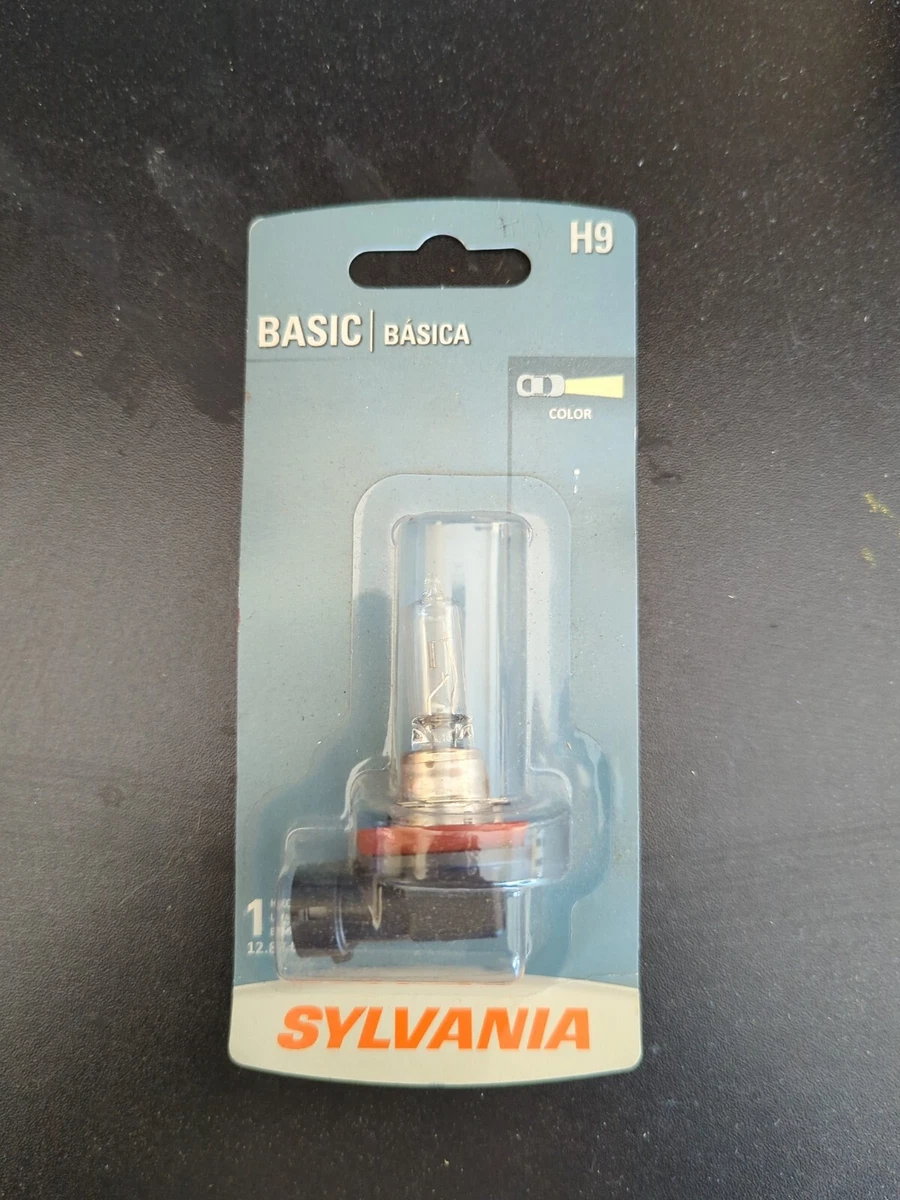 H9
BASIC | BÁSICA
COLOR
1
SYLVANIA